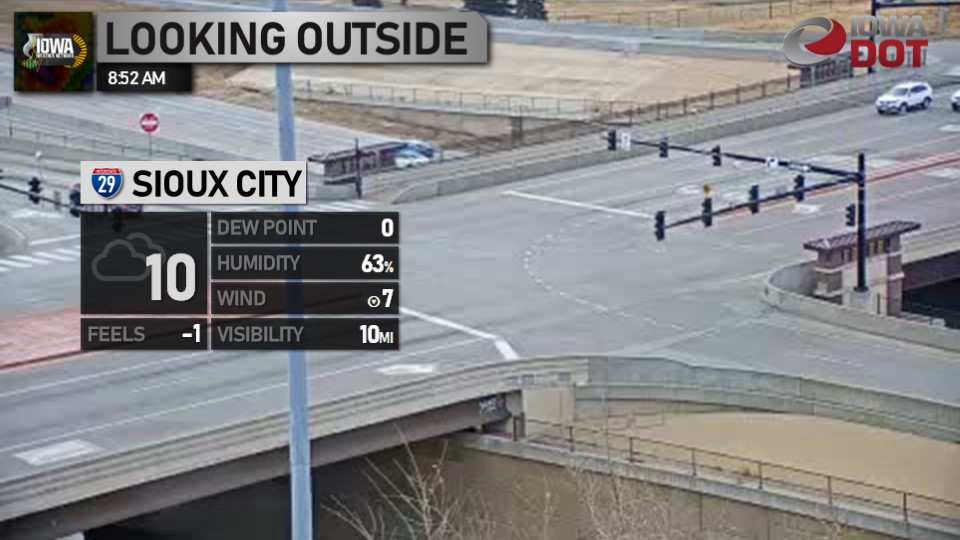 IOWA
LOOKING OUTSIDE
8:52 AM
IOWA
DOT
29
SIOUX CITY
10
FEELS -1
DEW POINT 0
HUMIDITY 63%
WIND 7
VISIBILITY 10MI